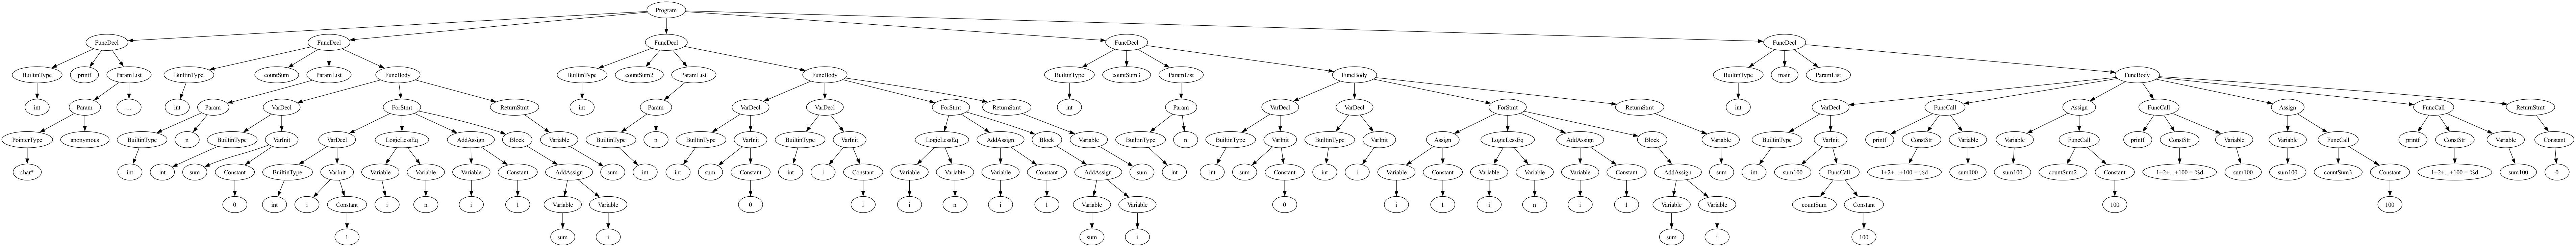 Program
FuncDecl FuncDecl FuncDecl FuncDecl FuncDecl
BuiltinType printf ParamList BuiltinType countSum ParamList FuncBody BuiltinType countSum2 ParamList FuncBody BuiltinType countSum3 ParamList FuncBody BuiltinType main ParamList FuncBody
int Param ... int Param VarDecl ForStmt ReturnStmt int Param VarDecl VarDecl ForStmt ReturnStmt int Param VarDecl VarDecl ForStmt ReturnStmt int VarDecl FuncCall Assign FuncCall Assign FuncCall ReturnStmt
PointerType anonymous BuiltinType n BuiltinType VarInit VarDecl LogicLessEq AddAssign Block Variable BuiltinType n BuiltinType VarInit BuiltinType VarInit LogicLessEq AddAssign Block Variable BuiltinType n BuiltinType VarInit BuiltinType VarInit Assign LogicLessEq AddAssign Block Variable BuiltinType VarInit printf ConstStr Variable Variable FuncCall printf ConstStr Variable Variable FuncCall printf ConstStr Variable Constant
char* int int sum Constant BuiltinType VarInit Variable Variable Variable Constant AddAssign sum int int sum Constant int i Constant Variable Variable Variable Constant AddAssign sum int int sum Constant int i Variable Constant Variable Variable Variable Constant AddAssign sum int sum100 FuncCall 1+2+...+100 = %d sum100 sum100 countSum2 Constant 1+2+...+100 = %d sum100 sum100 countSum3 Constant 1+2+...+100 = %d sum100 0
0 int i Constant i n i 1 Variable Variable 0 1 i n i 1 Variable Variable 0 i 1 i n i 1 Variable Variable countSum Constant 100 100
1 sum i sum i sum i 100